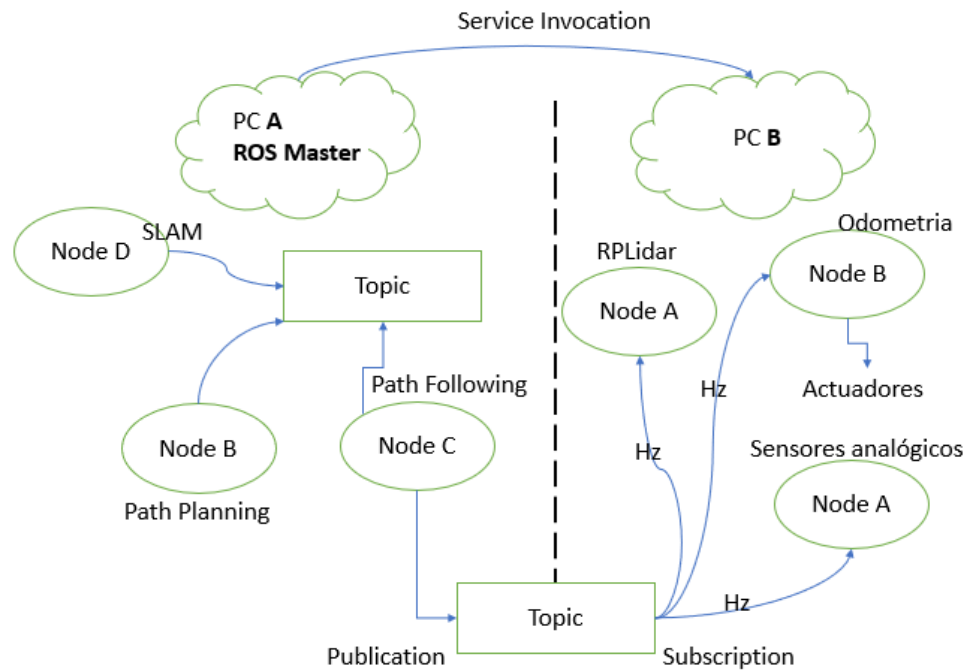 Service Invocation
PC A
ROS Master
PC B
SLAM
Node D
Topic
RPLidar
Node A
Odometria
Node B
Actuadores
Path Following
Hz
Hz
Node B
Node C
Path Planning
Sensores analógicos
Node A
Hz
Topic
Publication
Subscription